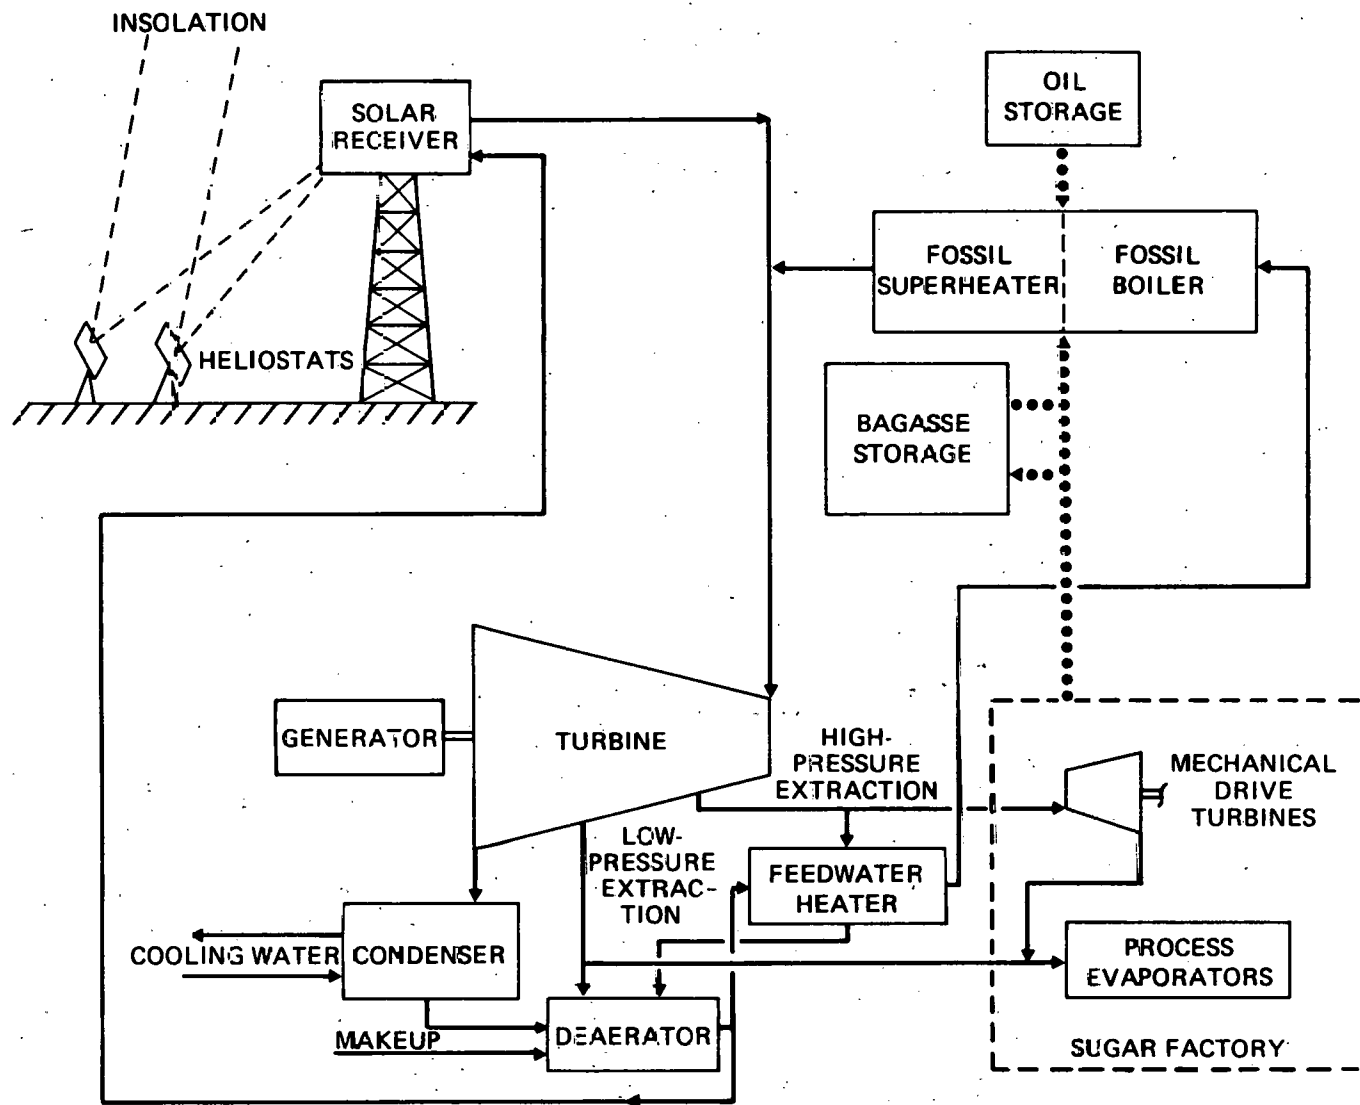 INSOLATION
SOLAR
RECEIVER
OIL
STORAGE
FOSSIL
SUPERHEATER
FOSSIL
BOILER
HELIOSTATS
BAGASSE
STORAGE
GENERATOR
TURBINE
HIGH-
PRESSURE
EXTRACTION
MECHANICAL
DRIVE
TURBINES
LOW-
PRESSURE
EXTRAC-
TION
FEEDWATER
HEATER
COOLING WATER
CONDENSER
PROCESS
EVAPORATORS
MAKEUP
DEAERATOR
SUGAR FACTORY